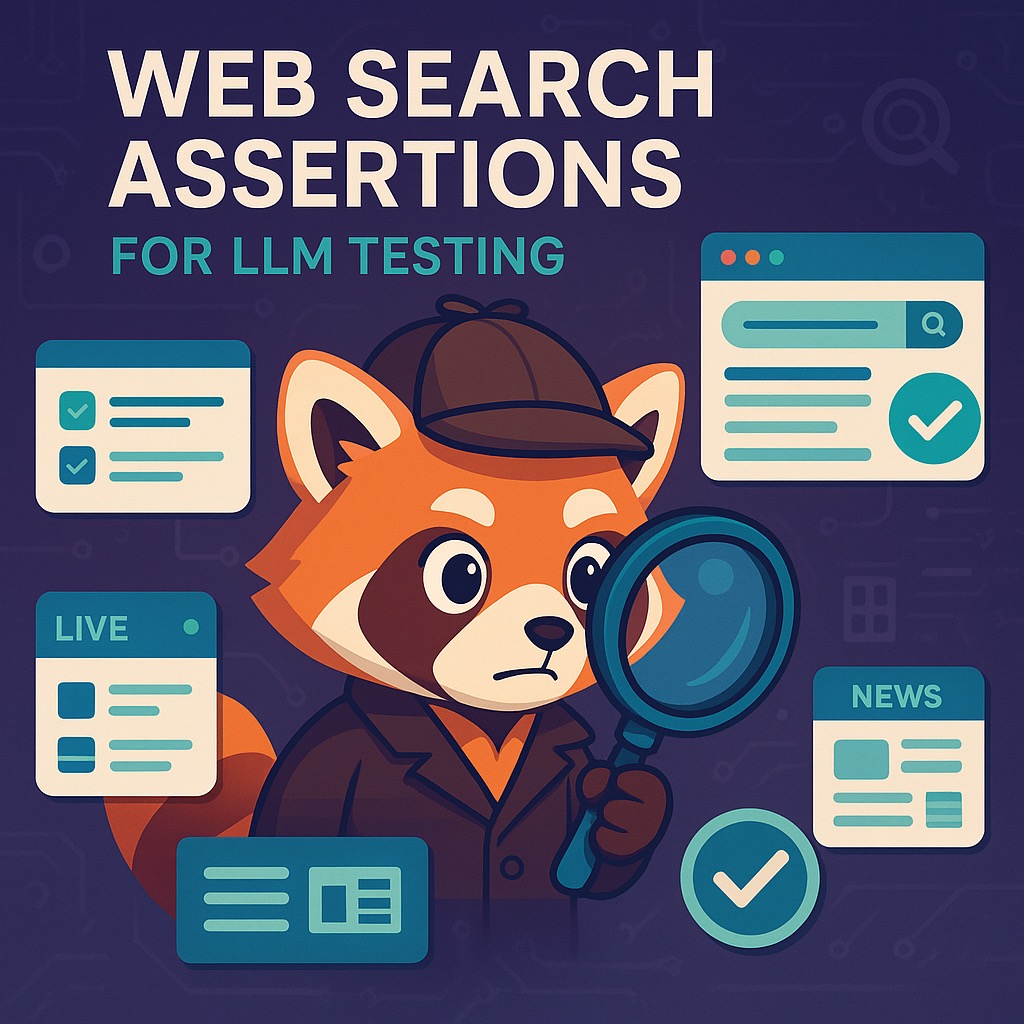 WEB SEARCH
ASSERTIONS
FOR LLM TESTING
LIVE
NEWS